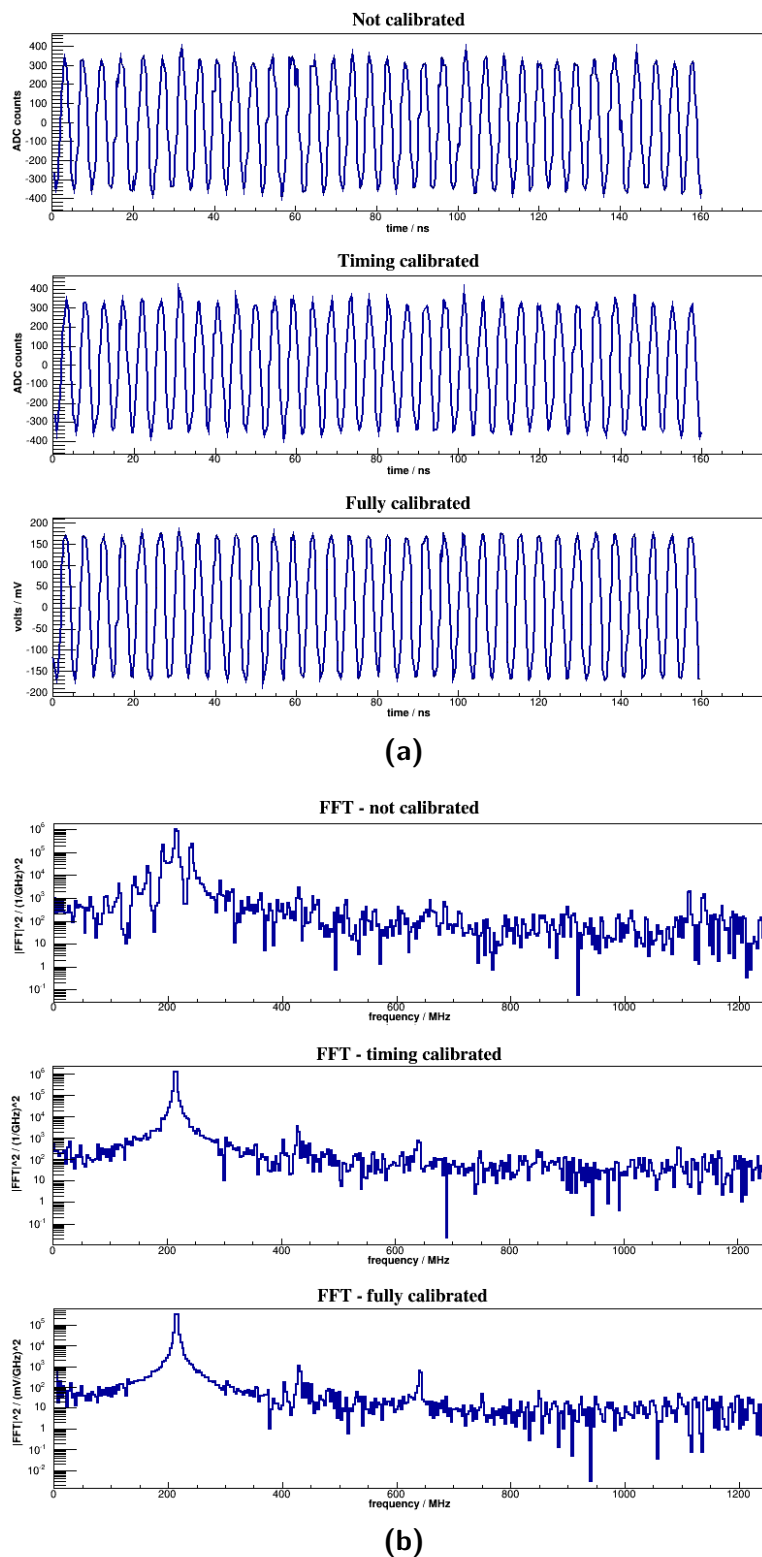 Not calibrated
ADC counts
400
300
200
100
0
-100
-200
-300
-400
0 20 40 60 80 100 120 140 160
time / ns
Timing calibrated
ADC counts
400
300
200
100
0
-100
-200
-300
-400
0 20 40 60 80 100 120 140 160
time / ns
Fully calibrated
volts / mV
200
150
100
50
0
-50
-100
-150
-200
0 20 40 60 80 100 120 140 160
time / ns
(a)
FFT - not calibrated
|FFT|^2 / (1/GHz)^2
10^6
10^5
10^4
10^3
10^2
10
1
10^-1
0 200 400 600 800 1000 1200
frequency / MHz
FFT - timing calibrated
|FFT|^2 / (1/GHz)^2
10^6
10^5
10^4
10^3
10^2
10
1
10^-1
0 200 400 600 800 1000 1200
frequency / MHz
FFT - fully calibrated
|FFT|^2 / (mV/GHz)^2
10^5
10^4
10^3
10^2
10
1
10^-1
10^-2
0 200 400 600 800 1000 1200
frequency / MHz
(b)